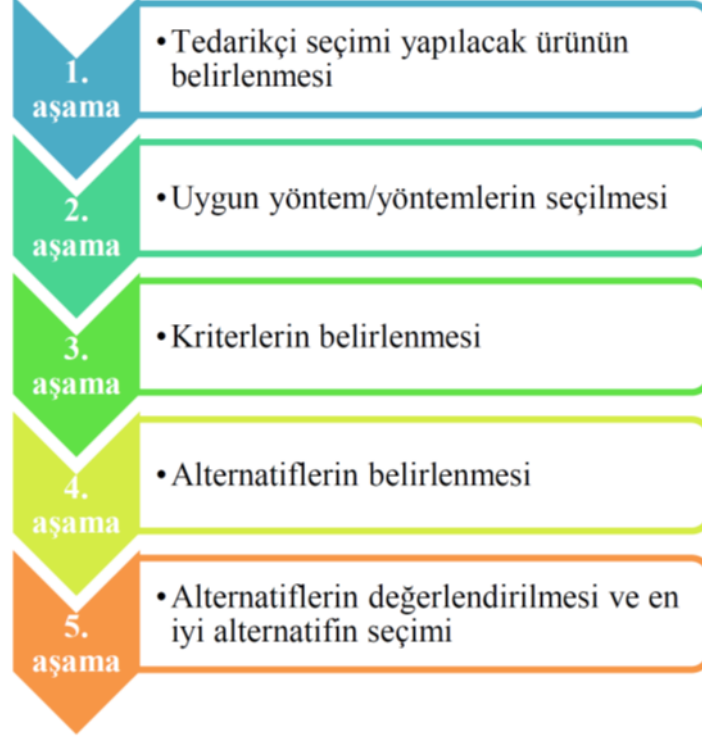 1.
aşama
•Tedarikçi seçimi yapılacak ürünün
belirlenmesi
2.
aşama
•Uygun yöntem/yöntemlerin seçilmesi
3.
aşama
•Kriterlerin belirlenmesi
4.
aşama
•Alternatiflerin belirlenmesi
5.
aşama
•Alternatiflerin değerlendirilmesi ve en
iyi alternatifin seçimi